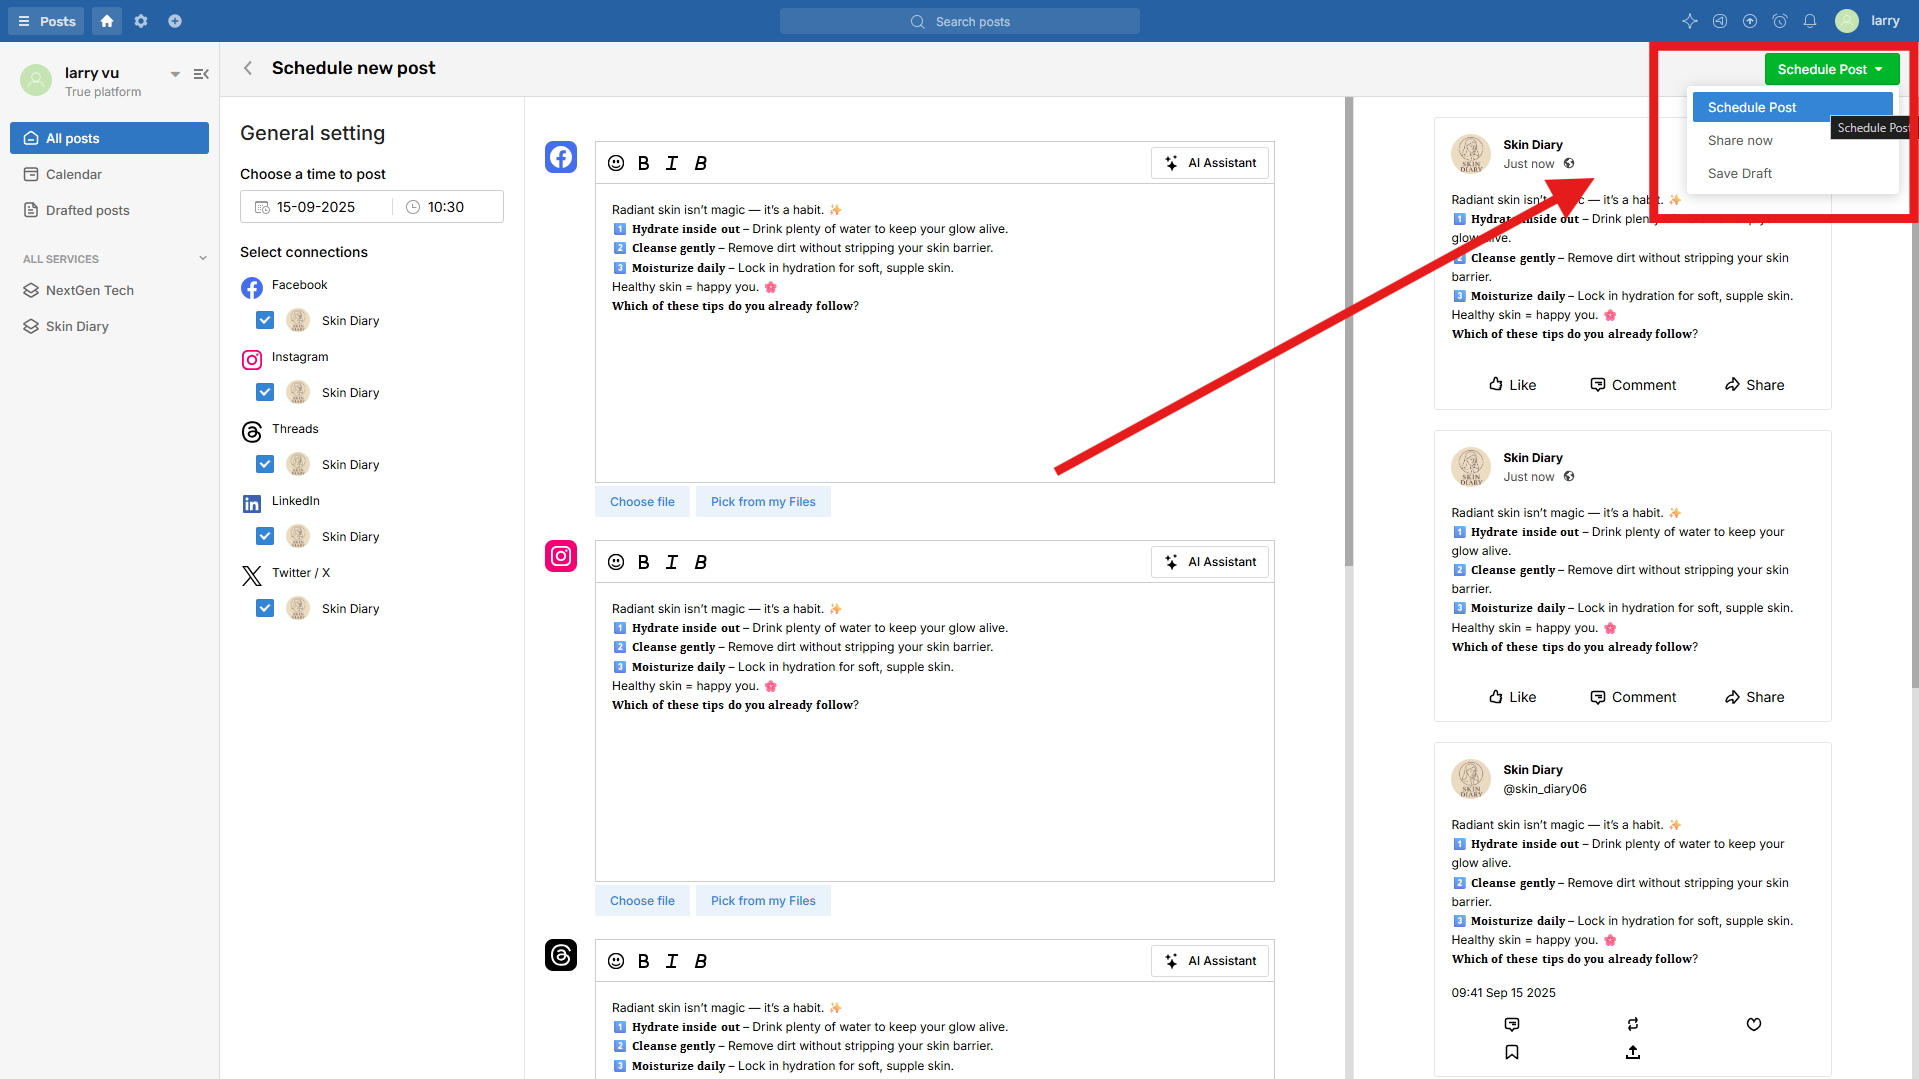 Posts
Search posts
larry
larry vu
True platform
All posts
Calendar
Drafted posts
ALL SERVICES
NextGen Tech
Skin Diary
Schedule new post
Schedule Post
Schedule Post
Schedule Post
Share now
Save Draft
General setting
Choose a time to post
15-09-2025
10:30
Select connections
Facebook
Skin Diary
Instagram
Skin Diary
Threads
Skin Diary
LinkedIn
Skin Diary
Twitter / X
Skin Diary
B I B
AI Assistant
Radiant skin isn't magic — it's a habit. ✨
1️⃣ Hydrate inside out – Drink plenty of water to keep your glow alive.
2️⃣ Cleanse gently – Remove dirt without stripping your skin barrier.
3️⃣ Moisturize daily – Lock in hydration for soft, supple skin.
Healthy skin = happy you. 🌸
Which of these tips do you already follow?
Choose file
Pick from my Files
B I B
AI Assistant
Radiant skin isn't magic — it's a habit. ✨
1️⃣ Hydrate inside out – Drink plenty of water to keep your glow alive.
2️⃣ Cleanse gently – Remove dirt without stripping your skin barrier.
3️⃣ Moisturize daily – Lock in hydration for soft, supple skin.
Healthy skin = happy you. 🌸
Which of these tips do you already follow?
Choose file
Pick from my Files
B I B
AI Assistant
Radiant skin isn't magic — it's a habit. ✨
1️⃣ Hydrate inside out – Drink plenty of water to keep your glow alive.
2️⃣ Cleanse gently – Remove dirt without stripping your skin barrier.
3️⃣ Moisturize daily – Lock in hydration for soft, supple skin.
Skin Diary
Just now
Radiant skin isn't magic — it's a habit. ✨
1️⃣ Hydrate inside out – Drink
glow alive.
2️⃣ Cleanse gently – Remove dirt without stripping your skin
barrier.
3️⃣ Moisturize daily – Lock in hydration for soft, supple skin.
Healthy skin = happy you. 🌸
Which of these tips do you already follow?
Like
Comment
Share
SKIN DIARY
Skin Diary
Just now
Radiant skin isn't magic — it's a habit. ✨
1️⃣ Hydrate inside out – Drink plenty of water to keep your
glow alive.
2️⃣ Cleanse gently – Remove dirt without stripping your skin
barrier.
3️⃣ Moisturize daily – Lock in hydration for soft, supple skin.
Healthy skin = happy you. 🌸
Which of these tips do you already follow?
Like
Comment
Share
SKIN DIARY
Skin Diary
@skin_diary06
Radiant skin isn't magic — it's a habit. ✨
1️⃣ Hydrate inside out – Drink plenty of water to keep your
glow alive.
2️⃣ Cleanse gently – Remove dirt without stripping your skin
barrier.
3️⃣ Moisturize daily – Lock in hydration for soft, supple skin.
Healthy skin = happy you. 🌸
Which of these tips do you already follow?
09:41 Sep 15 2025